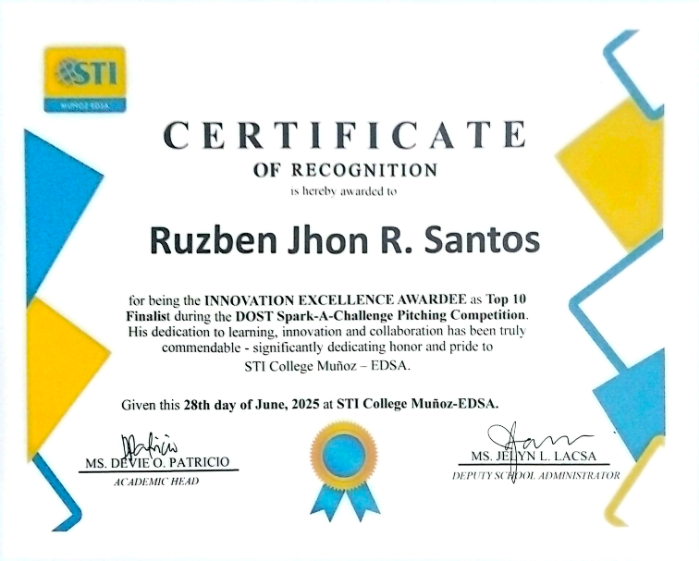 STI
MUÑOZ-EDSA
CERTIFICATE
OF RECOGNITION
is hereby awarded to
Ruzben Jhon R. Santos
for being the INNOVATION EXCELLENCE AWARDEE as Top 10
Finalist during the DOST Spark-A-Challenge Pitching Competition.
His dedication to learning, innovation and collaboration has been truly
commendable - significantly dedicating honor and pride to
STI College Muñoz – EDSA.
Given this 28th day of June, 2025 at STI College Muñoz-EDSA.
MS. DEVIE O. PATRICIO
ACADEMIC HEAD
MS. JELYN L. LACSA
DEPUTY SCHOOL ADMINISTRATOR